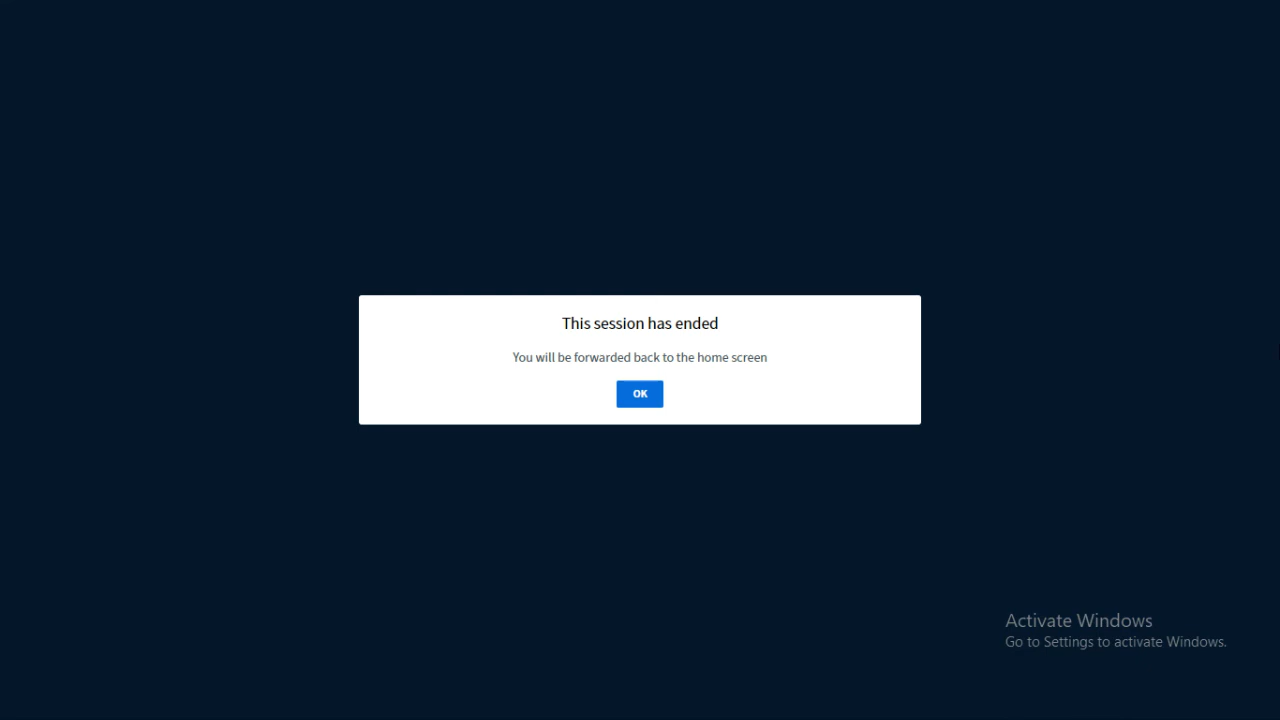 This session has ended
You will be forwarded back to the home screen
OK
Activate Windows
Go to Settings to activate Windows.